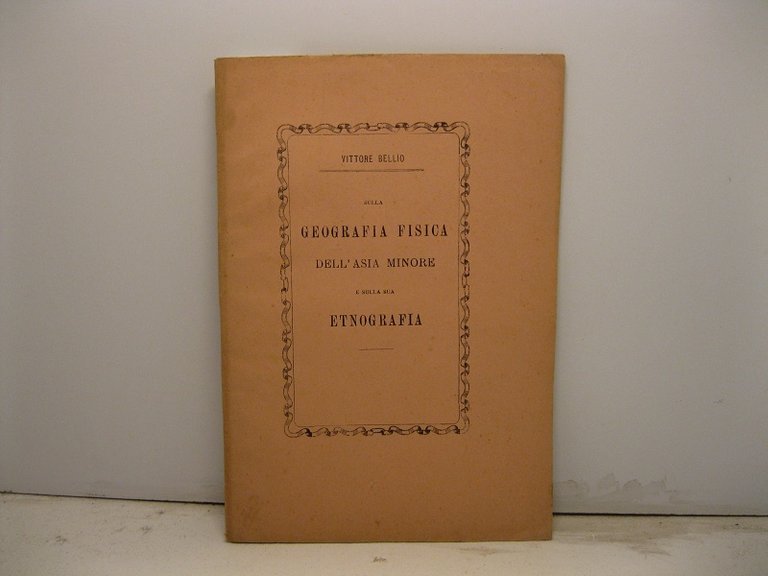 VITTORE BELLIO
SULLA
GEOGRAFIA FISICA
DELL'ASIA MINORE
E SULLA SUA
ETNOGRAFIA